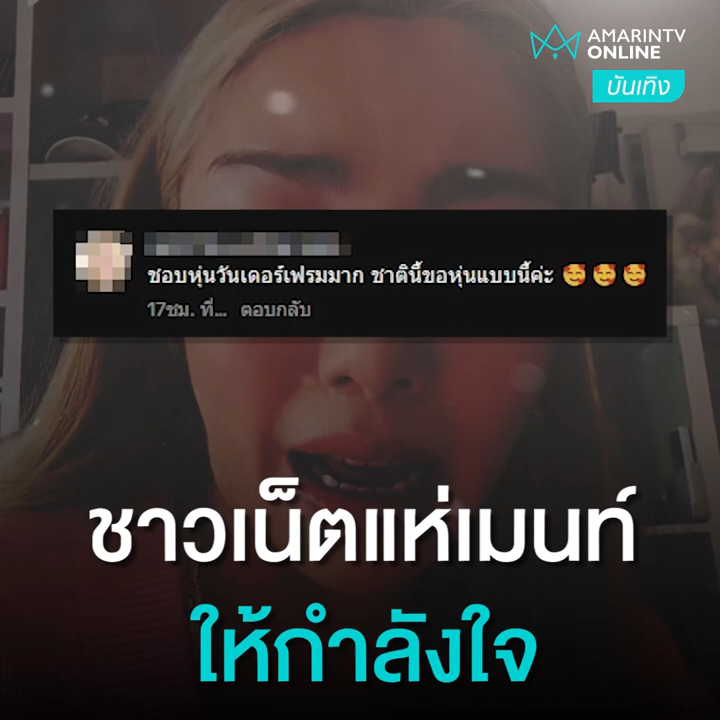 AMARINTV
ONLINE
บันเทิง
ชอบหุ่นวันเดอร์เฟรมมาก ชาตินี้ขอหุ่นแบบนี้ค่ะ 🥰🥰🥰
17ชม. ที่... ตอบกลับ
ชาวเน็ตแห่เมนท์
ให้กำลังใจ